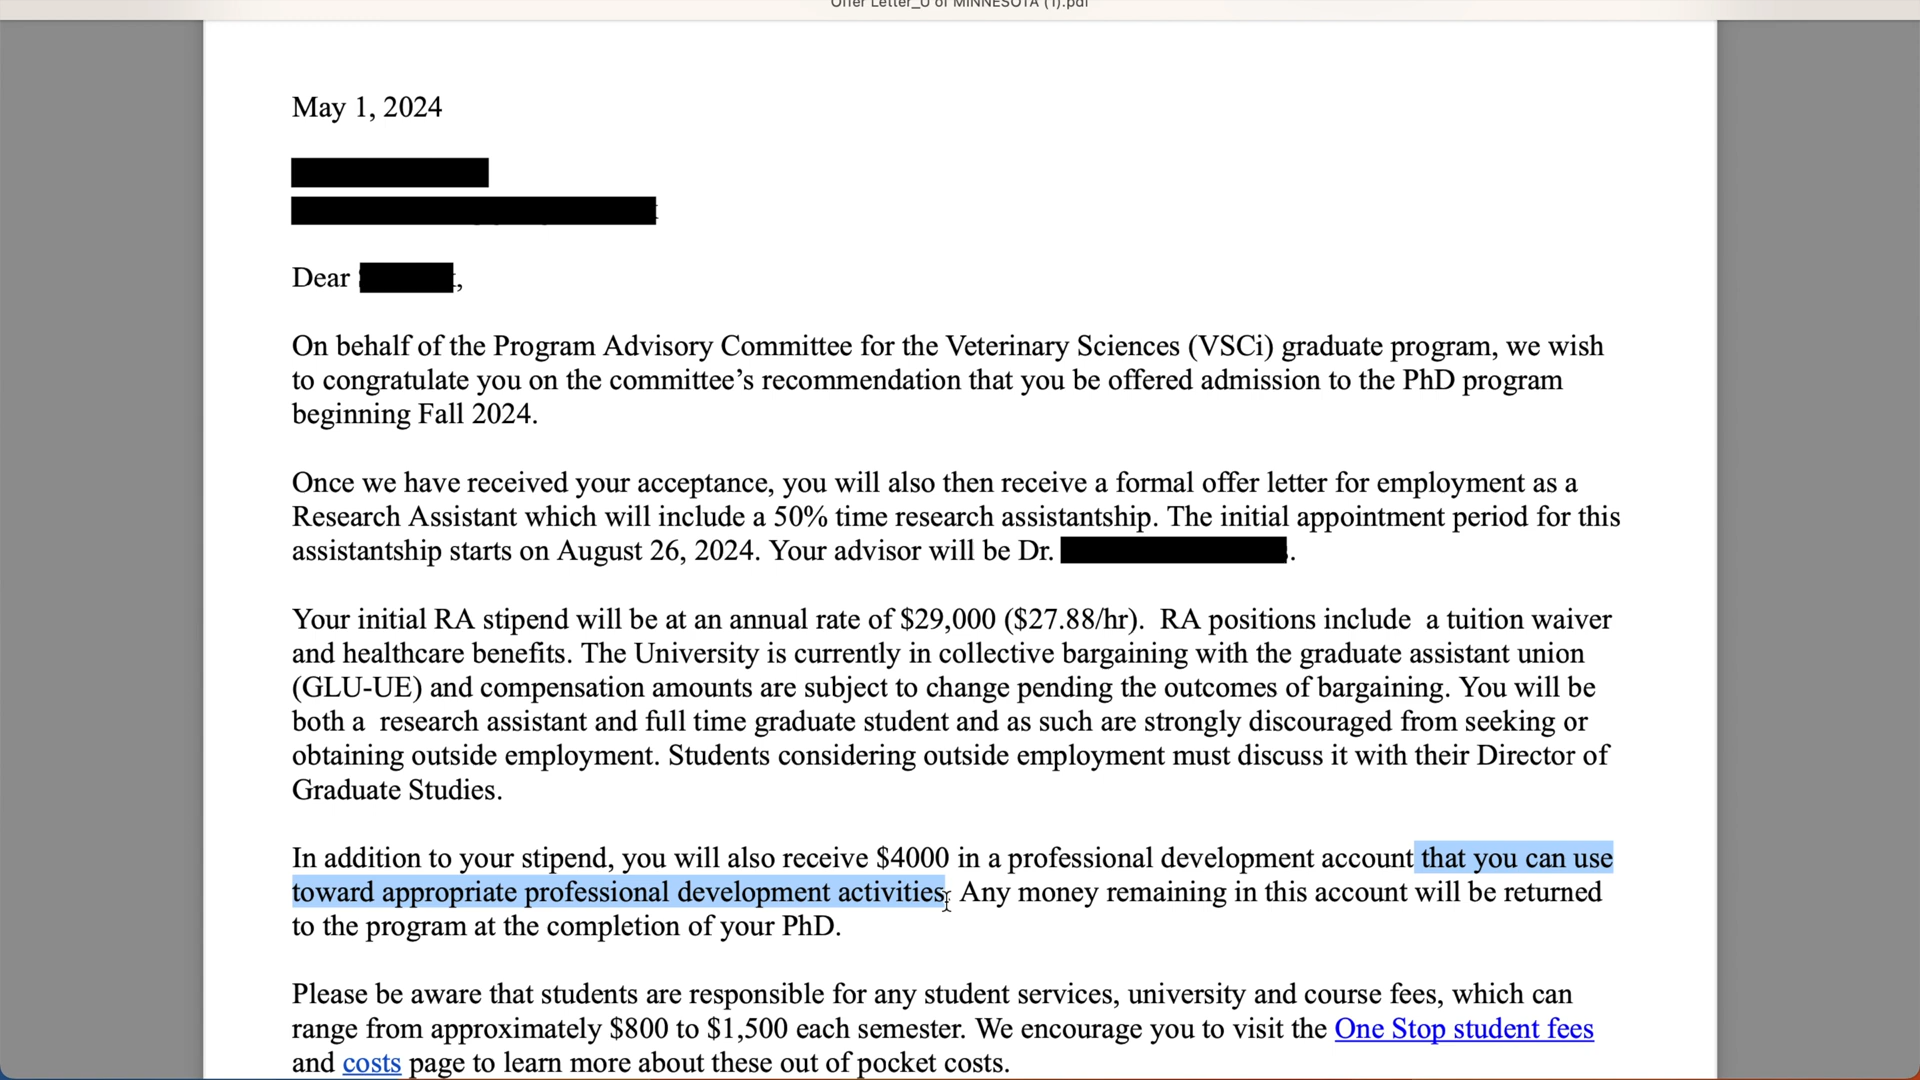 Offer Letter_U of MINNESOTA (1).pdf
May 1, 2024
Dear ,
On behalf of the Program Advisory Committee for the Veterinary Sciences (VSCi) graduate program, we wish
to congratulate you on the committee’s recommendation that you be offered admission to the PhD program
beginning Fall 2024.
Once we have received your acceptance, you will also then receive a formal offer letter for employment as a
Research Assistant which will include a 50% time research assistantship. The initial appointment period for this
assistantship starts on August 26, 2024. Your advisor will be Dr. .
Your initial RA stipend will be at an annual rate of $29,000 ($27.88/hr).  RA positions include  a tuition waiver
and healthcare benefits. The University is currently in collective bargaining with the graduate assistant union
(GLU-UE) and compensation amounts are subject to change pending the outcomes of bargaining. You will be
both a  research assistant and full time graduate student and as such are strongly discouraged from seeking or
obtaining outside employment. Students considering outside employment must discuss it with their Director of
Graduate Studies.
In addition to your stipend, you will also receive $4000 in a professional development account that you can use
toward appropriate professional development activities. Any money remaining in this account will be returned
to the program at the completion of your PhD.
Please be aware that students are responsible for any student services, university and course fees, which can
range from approximately $800 to $1,500 each semester. We encourage you to visit the One Stop student fees
and costs page to learn more about these out of pocket costs.